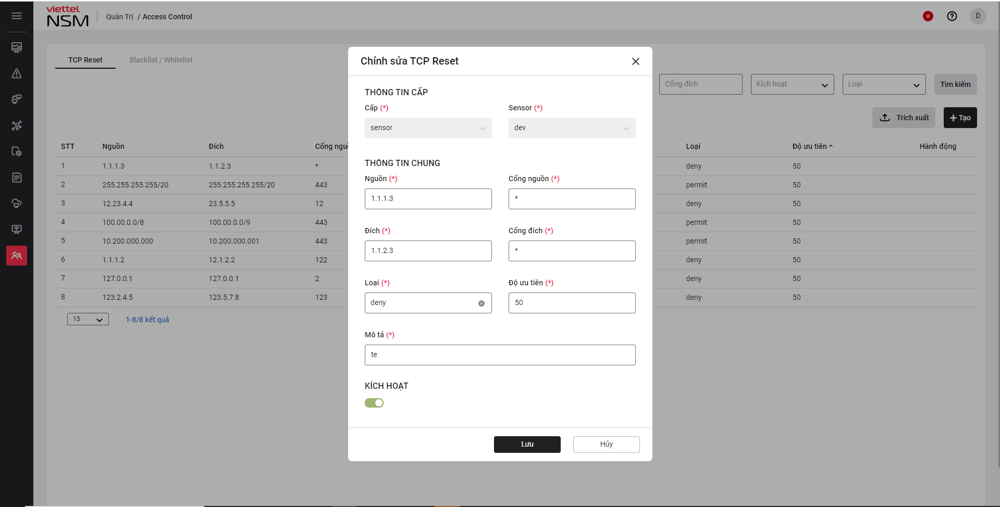 viettel
NSM
Quản Trị / Access Control
D
TCP Reset
Blacklist / Whitelist
Cổng đích
Kích hoạt
Loại
Tìm kiếm
Trích xuất
Tạo
STT Nguồn Đích Loại Độ ưu tiên Hành động
1 1.1.1.3 1.1.2.3 * deny 50
2 255.255.255.255/20 255.255.255.255/20 443 permit 50
3 12.23.4.4 23.5.5.5 12 deny 50
4 100.00.0.0/8 100.00.0.0/9 443 permit 50
5 10.200.000.000 10.200.000.001 443 permit 50
6 1.1.1.2 12.1.2.2 122 deny 50
7 127.0.0.1 127.0.0.1 2 deny 50
8 123.2.4.5 123.5.7.8 123 deny 50
15
1-8/8 kết quả
Chỉnh sửa TCP Reset
THÔNG TIN CẤP
Cấp (*) Sensor (*)
sensor dev
THÔNG TIN CHUNG
Nguồn (*) Cổng nguồn (*)
1.1.1.3 *
Đích (*) Cổng đích (*)
1.1.2.3 *
Loại (*) Độ ưu tiên (*)
deny 50
Mô tả (*)
te
KÍCH HOẠT
Lưu Hủy